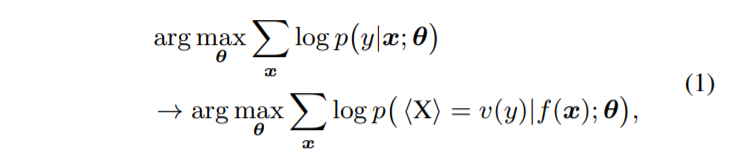 arg max_θ ∑_x log p(y|x; θ)
→ arg max_θ ∑_x log p( ⟨X⟩ = v(y)|f(x); θ), (1)